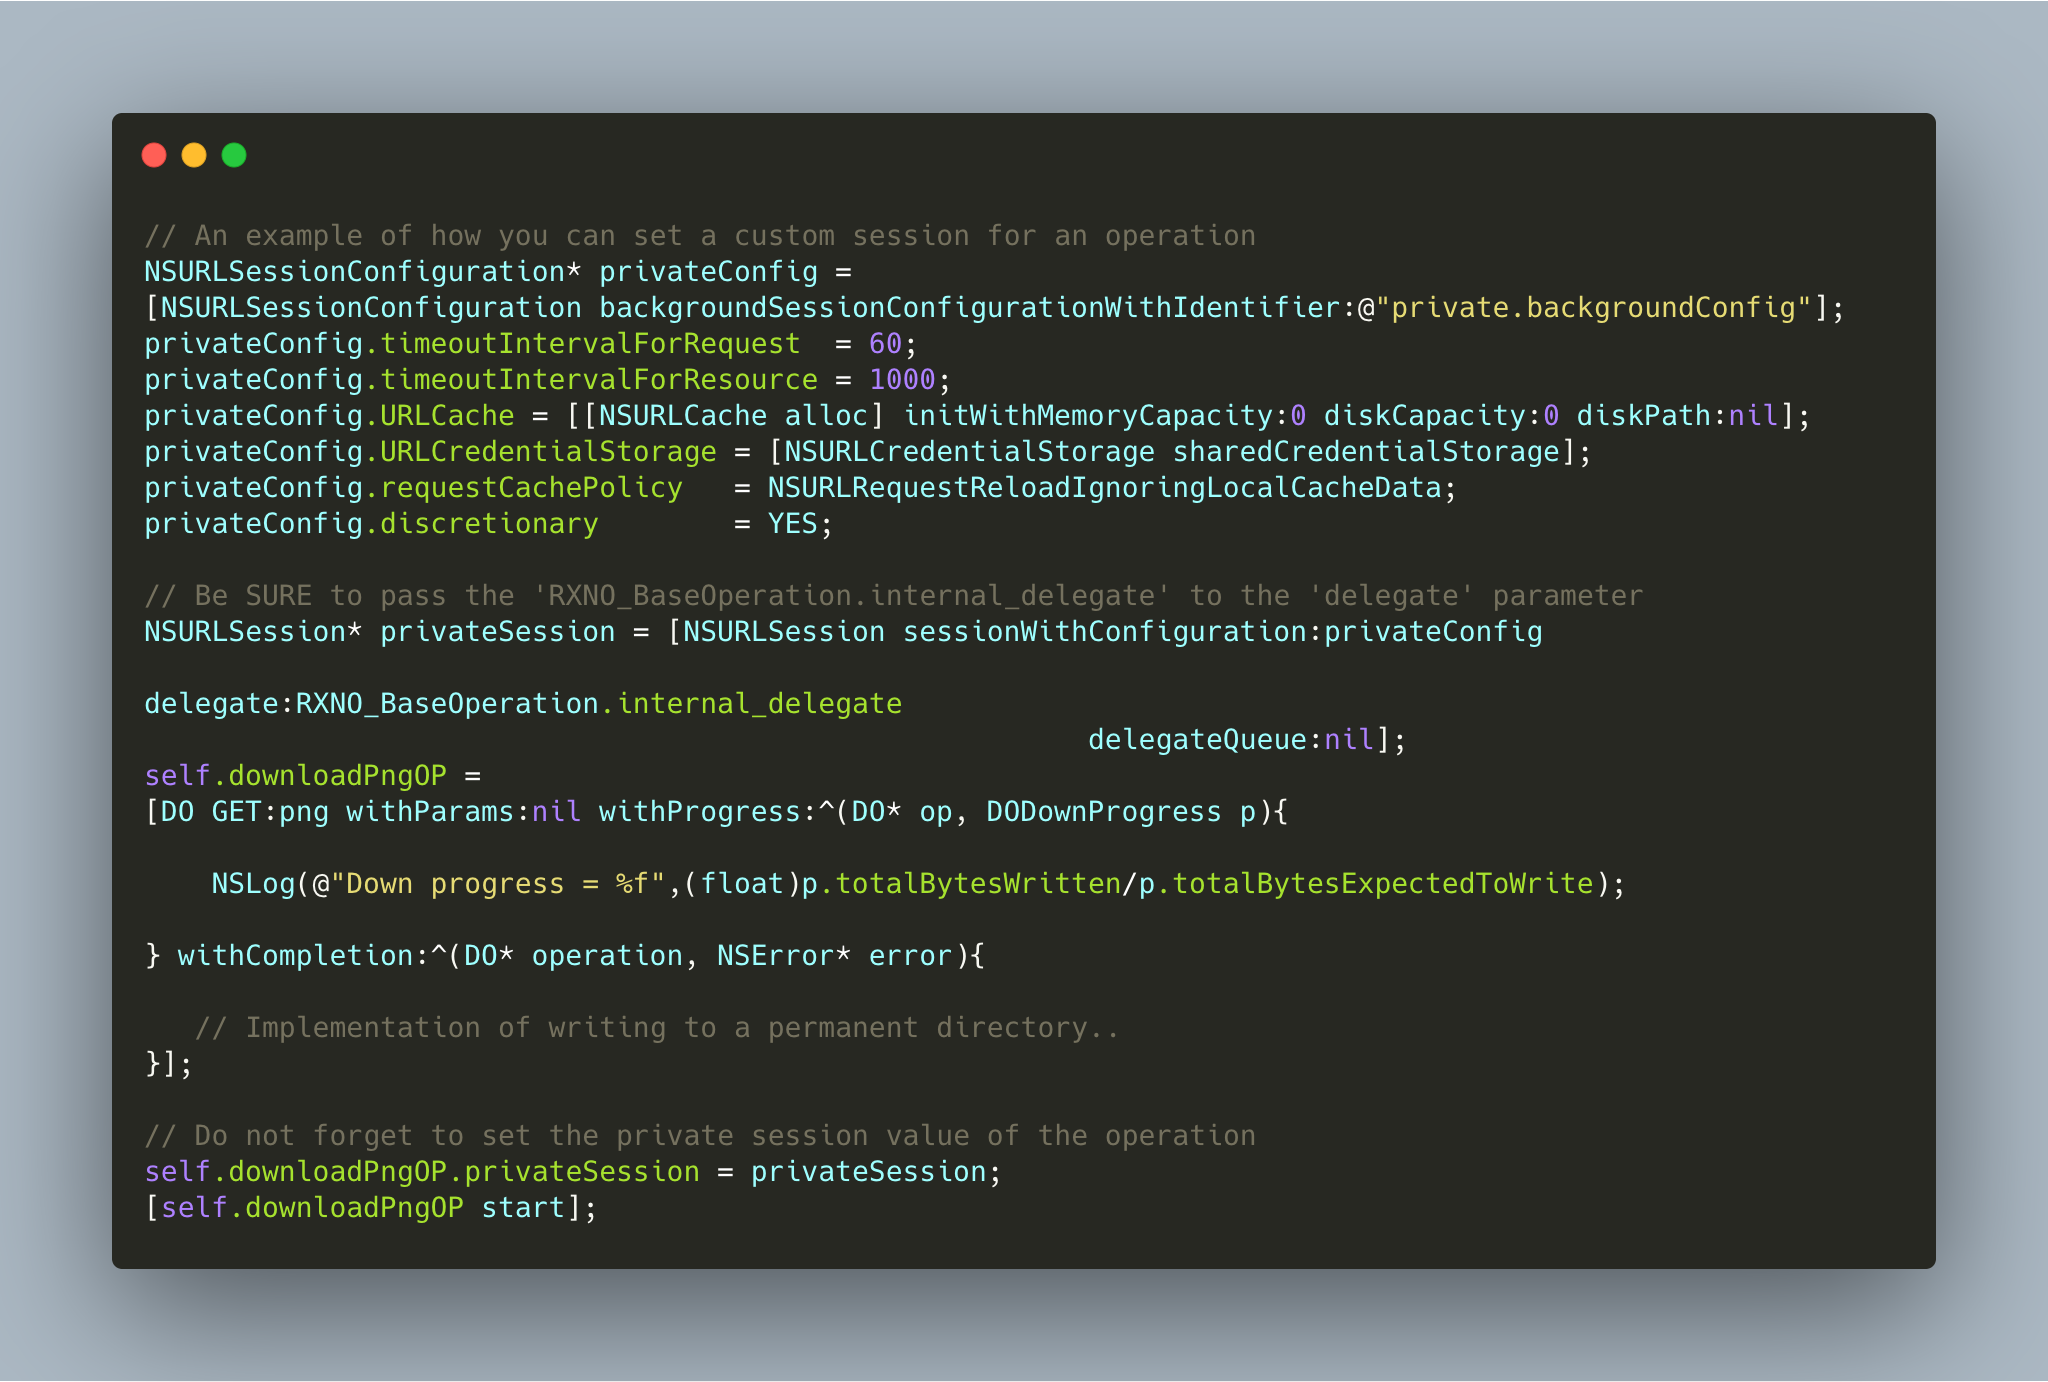 // An example of how you can set a custom session for an operation
NSURLSessionConfiguration* privateConfig =
[NSURLSessionConfiguration backgroundSessionConfigurationWithIdentifier:@"private.backgroundConfig"];
privateConfig.timeoutIntervalForRequest  = 60;
privateConfig.timeoutIntervalForResource = 1000;
privateConfig.URLCache = [[NSURLCache alloc] initWithMemoryCapacity:0 diskCapacity:0 diskPath:nil];
privateConfig.URLCredentialStorage = [NSURLCredentialStorage sharedCredentialStorage];
privateConfig.requestCachePolicy   = NSURLRequestReloadIgnoringLocalCacheData;
privateConfig.discretionary        = YES;

// Be SURE to pass the 'RXNO_BaseOperation.internal_delegate' to the 'delegate' parameter
NSURLSession* privateSession = [NSURLSession sessionWithConfiguration:privateConfig

delegate:RXNO_BaseOperation.internal_delegate
                                                        delegateQueue:nil];
self.downloadPngOP =
[DO GET:png withParams:nil withProgress:^(DO* op, DODownProgress p){

    NSLog(@"Down progress = %f",(float)p.totalBytesWritten/p.totalBytesExpectedToWrite);

} withCompletion:^(DO* operation, NSError* error){

   // Implementation of writing to a permanent directory..
}];

// Do not forget to set the private session value of the operation
self.downloadPngOP.privateSession = privateSession;
[self.downloadPngOP start];